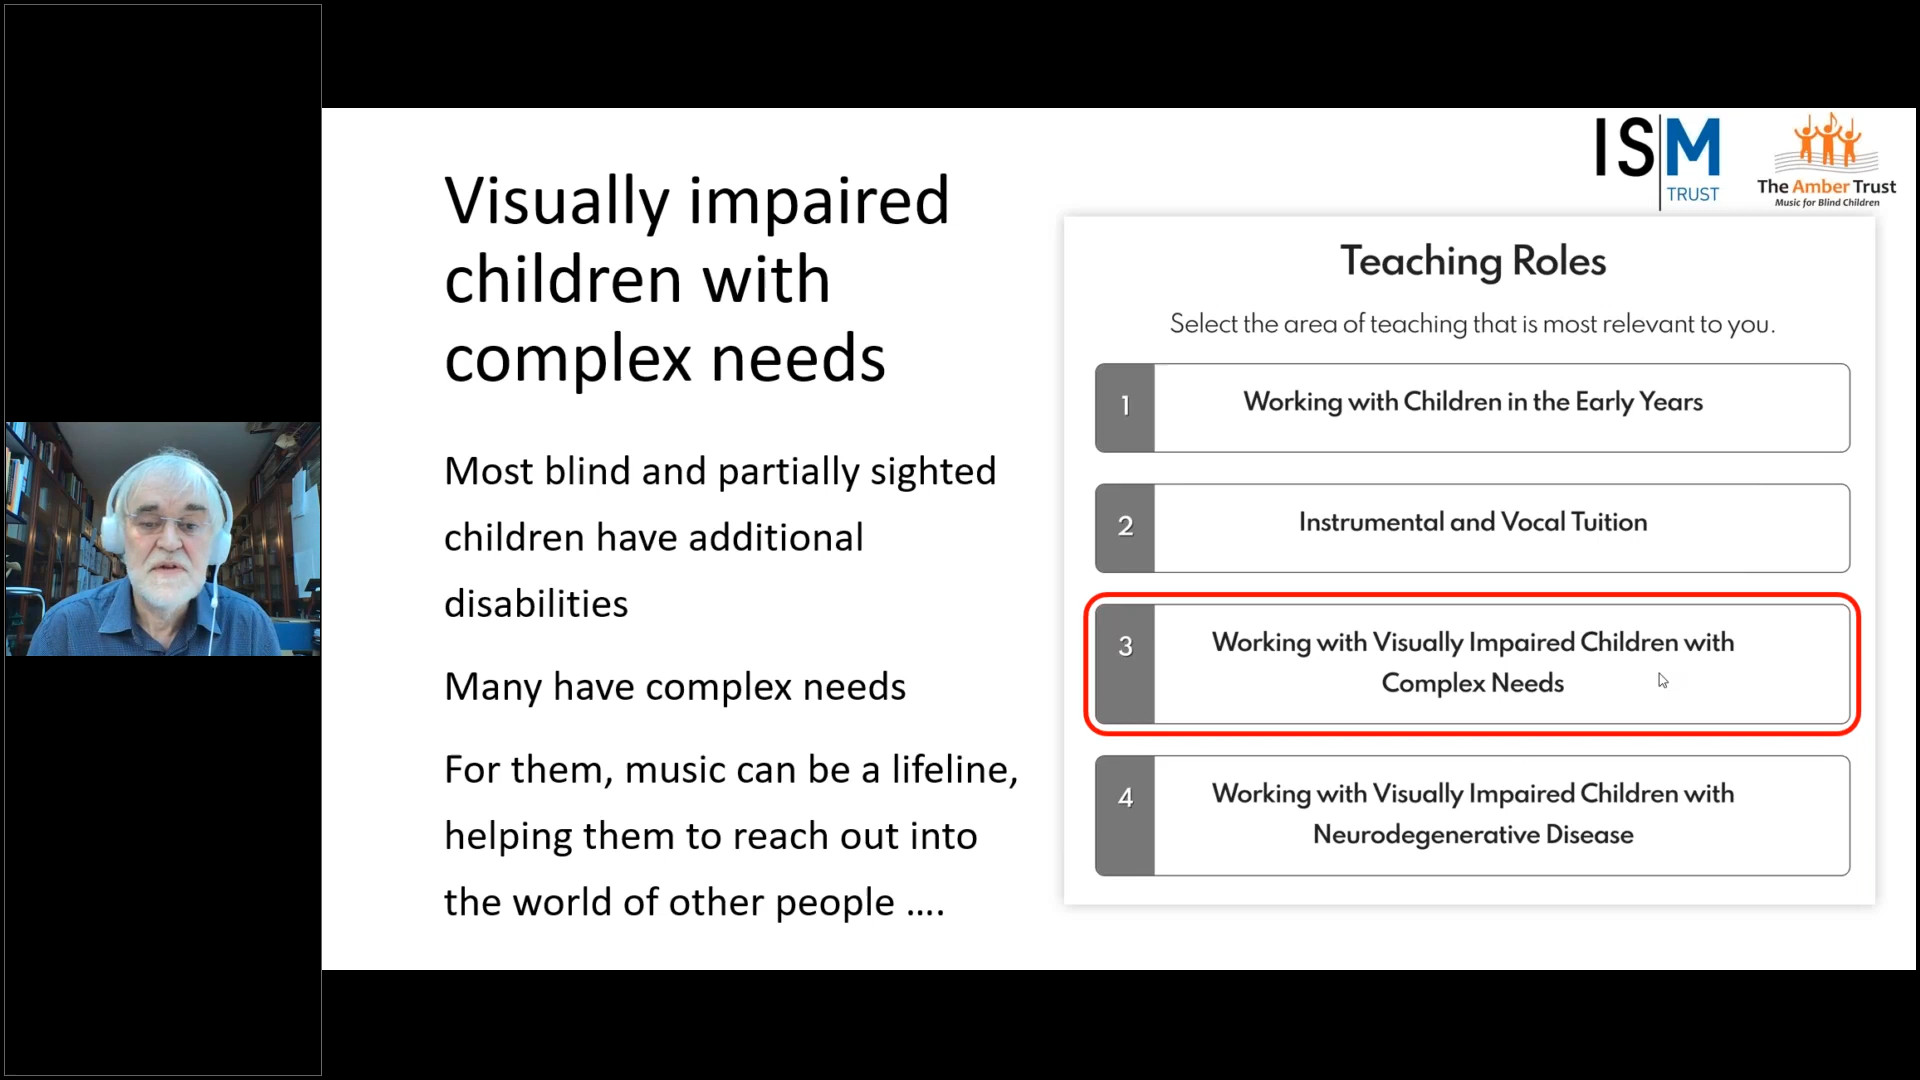 Visually impaired
children with
complex needs
Most blind and partially sighted
children have additional
disabilities
Many have complex needs
For them, music can be a lifeline,
helping them to reach out into
the world of other people ....
ISM
TRUST
The Amber Trust
Music for Blind Children
Teaching Roles
Select the area of teaching that is most relevant to you.
1
Working with Children in the Early Years
2
Instrumental and Vocal Tuition
3
Working with Visually Impaired Children with
Complex Needs
4
Working with Visually Impaired Children with
Neurodegenerative Disease